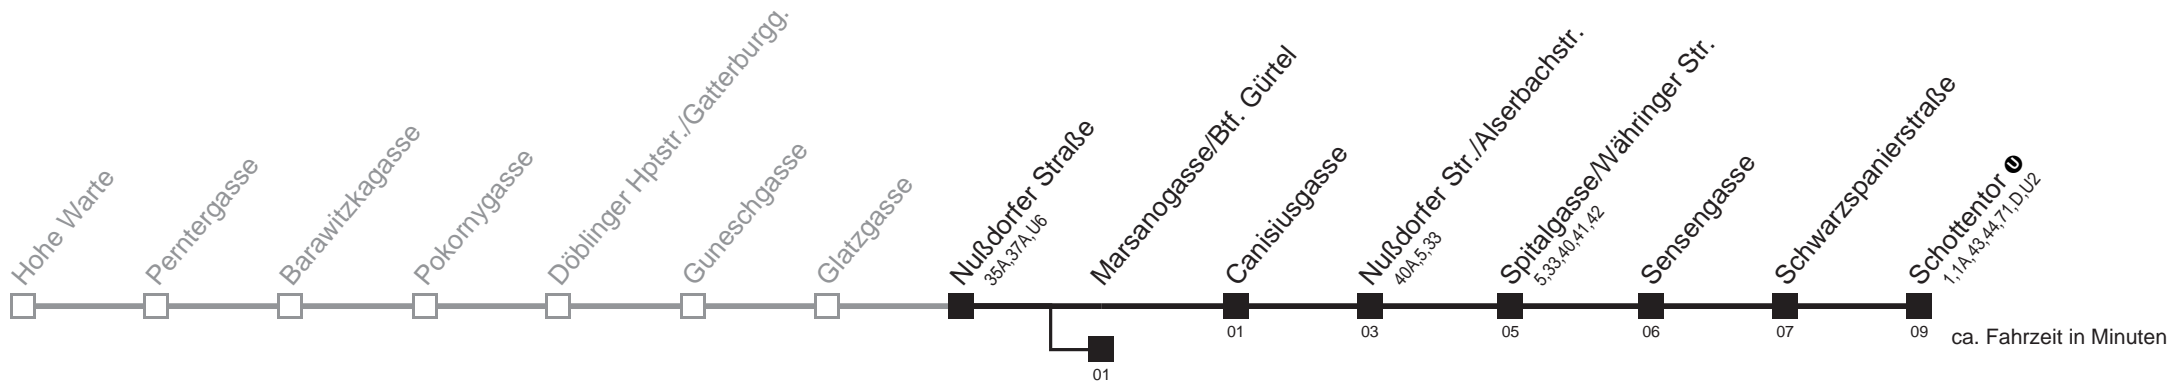 Hohe Warte
Perntergasse
Barawitzkagasse
Pokornygasse
Döblinger Hptstr./Gatterburgg.
Guneschgasse
Glatzgasse
Nußdorfer Straße
35A,37A,U6
Marsanogasse/Btf. Gürtel
Canisiusgasse
Nußdorfer Str./Alserbachstr.
40A,5,33
Spitalgasse/Währinger Str.
5,33,40,41,42
Sensengasse
Schwarzspanierstraße
Schottentor U
1,1A,43,44,71,D,U2
01
03
05
06
07
09
ca. Fahrzeit in Minuten
01